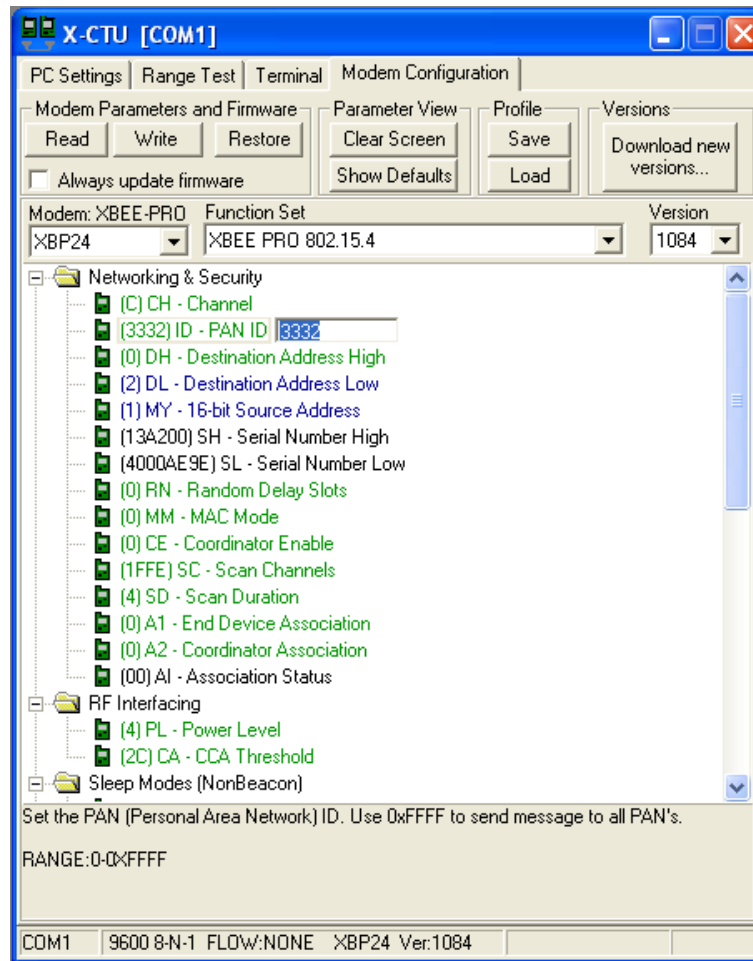 X-CTU [COM1]
PC Settings Range Test Terminal Modem Configuration
Modem Parameters and Firmware Parameter View Profile Versions
Read Write Restore Clear Screen Save Download new versions...
Always update firmware Show Defaults Load
Modem: XBEE-PRO Function Set Version
XBP24 XBEE PRO 802.15.4 1084
Networking & Security
(C) CH - Channel
(3332) ID - PAN ID 3332
(0) DH - Destination Address High
(2) DL - Destination Address Low
(1) MY - 16-bit Source Address
(13A200) SH - Serial Number High
(4000AE9E) SL - Serial Number Low
(0) RN - Random Delay Slots
(0) MM - MAC Mode
(0) CE - Coordinator Enable
(1FFE) SC - Scan Channels
(4) SD - Scan Duration
(0) A1 - End Device Association
(0) A2 - Coordinator Association
(00) AI - Association Status
RF Interfacing
(4) PL - Power Level
(2C) CA - CCA Threshold
Sleep Modes (NonBeacon)
Set the PAN (Personal Area Network) ID. Use 0xFFFF to send message to all PAN's.
RANGE:0-0XFFFF
COM1 9600 8-N-1 FLOW:NONE XBP24 Ver:1084